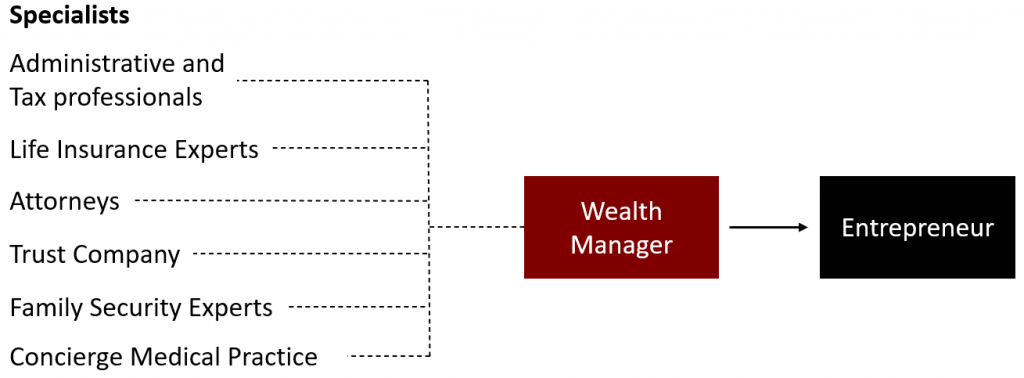 Specialists
Administrative and
Tax professionals
Life Insurance Experts
Attorneys
Trust Company
Family Security Experts
Concierge Medical Practice
Wealth
Manager
Entrepreneur